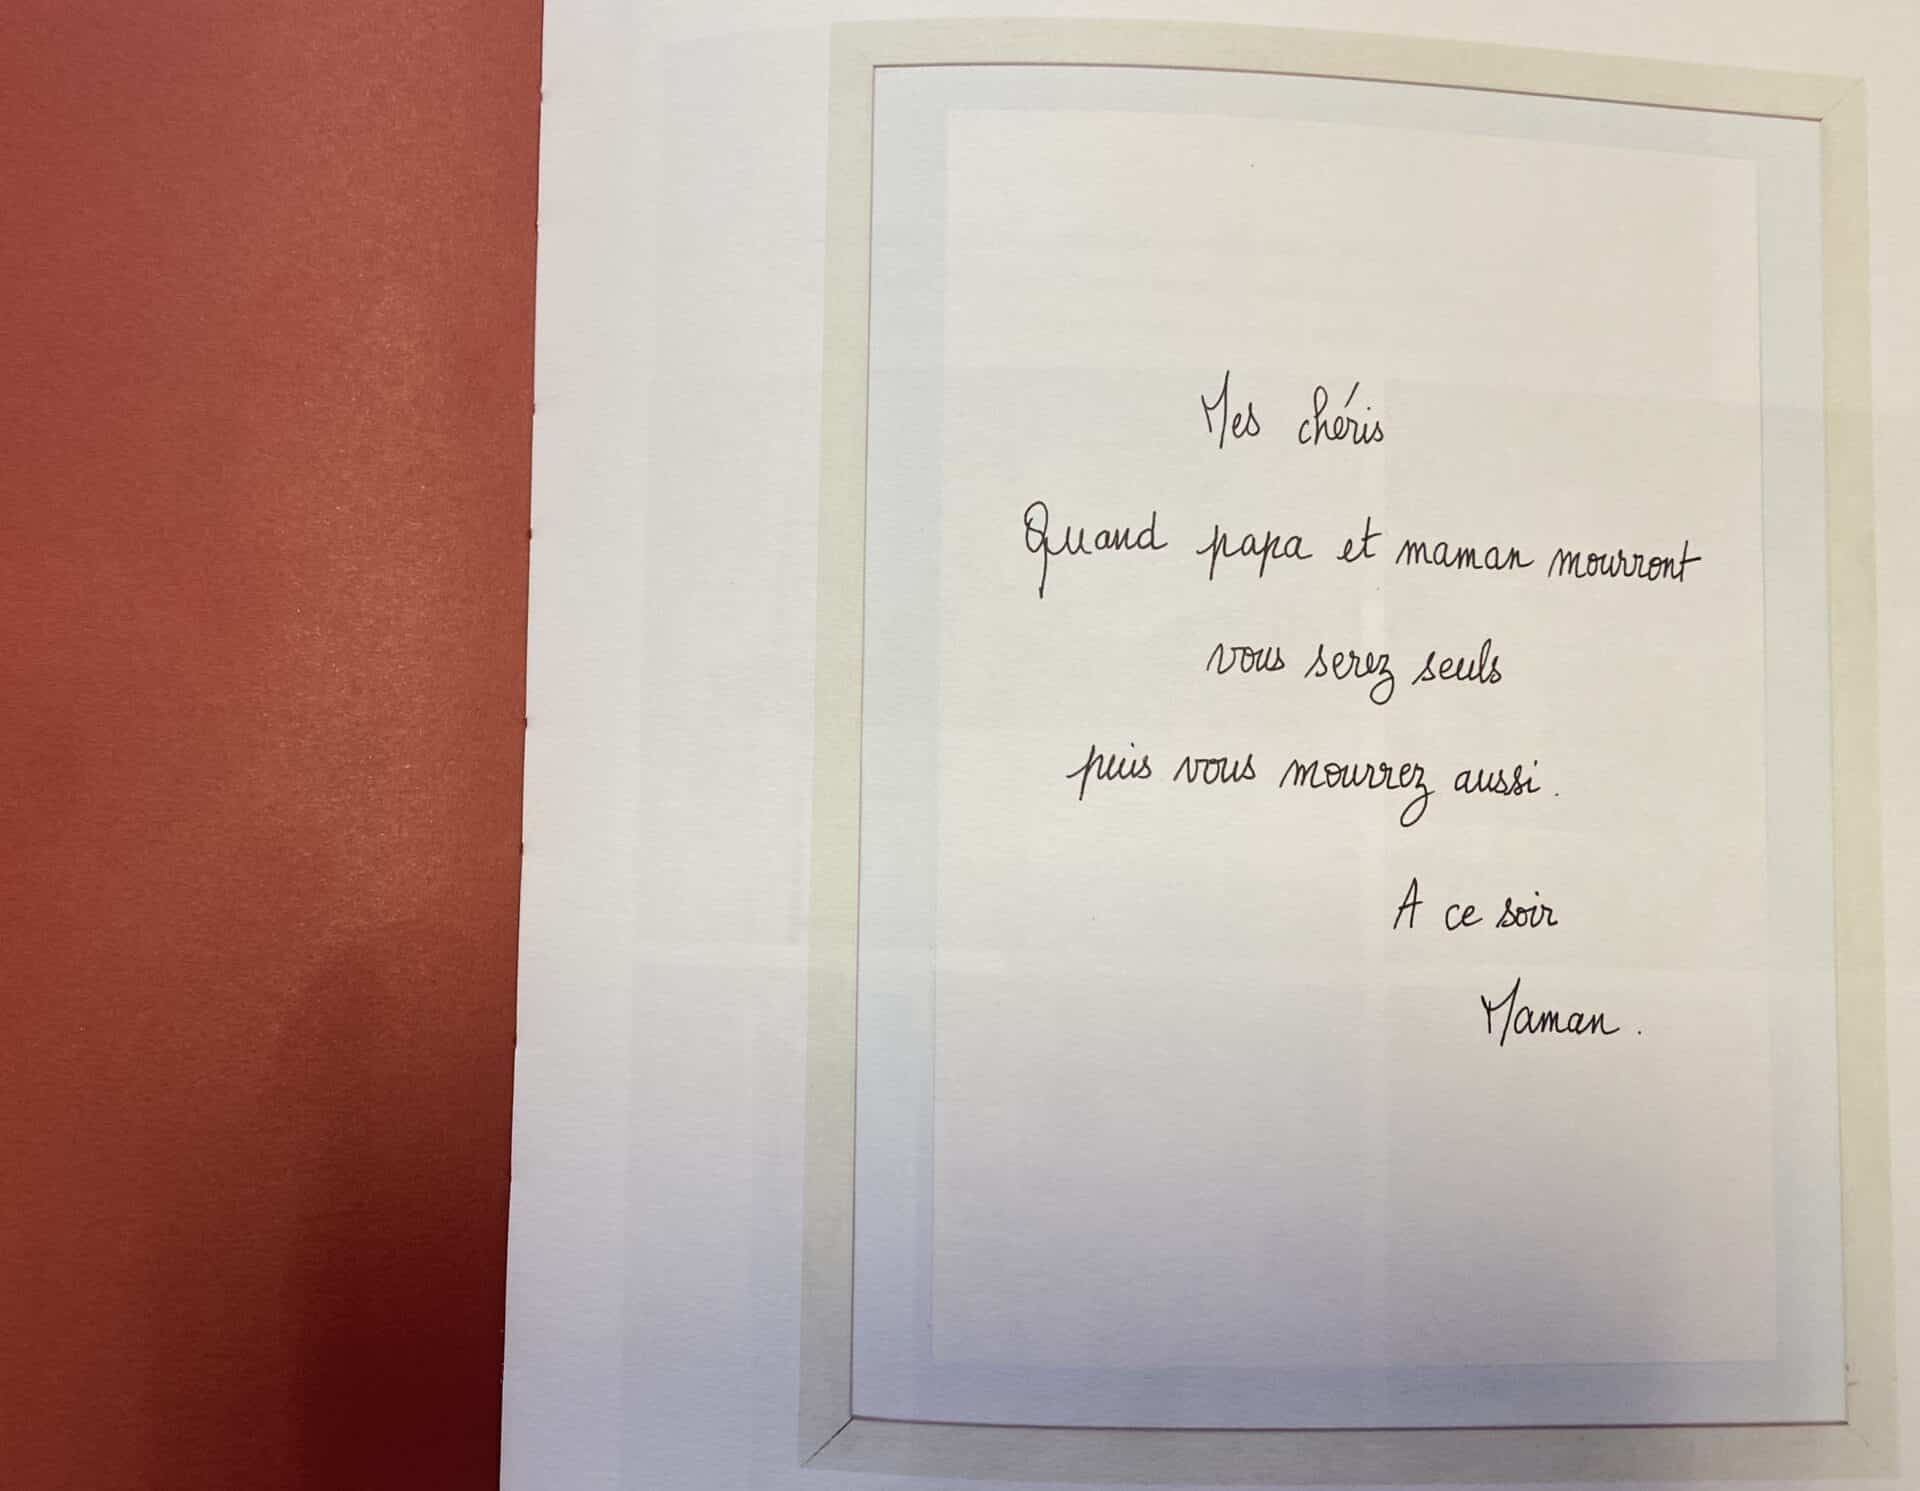 Mes chéris
Quand papa et maman mourront
vous serez seuls
puis vous mourrez aussi.
A ce soir
Maman.